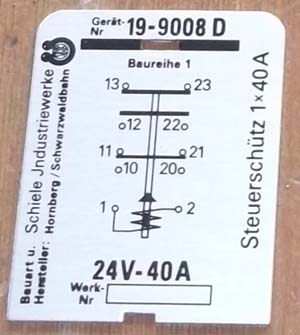 Gerät-
Nr 19-9008 D
Baureihe 1
13 23
12 22
11 21
10 20
1 2
24V-40A
Werk-
Nr
Bauart u. Schiele Jndustriewerke
Hersteller: Hornberg/Schwarzwaldbahn
Steuerschütz 1×40A